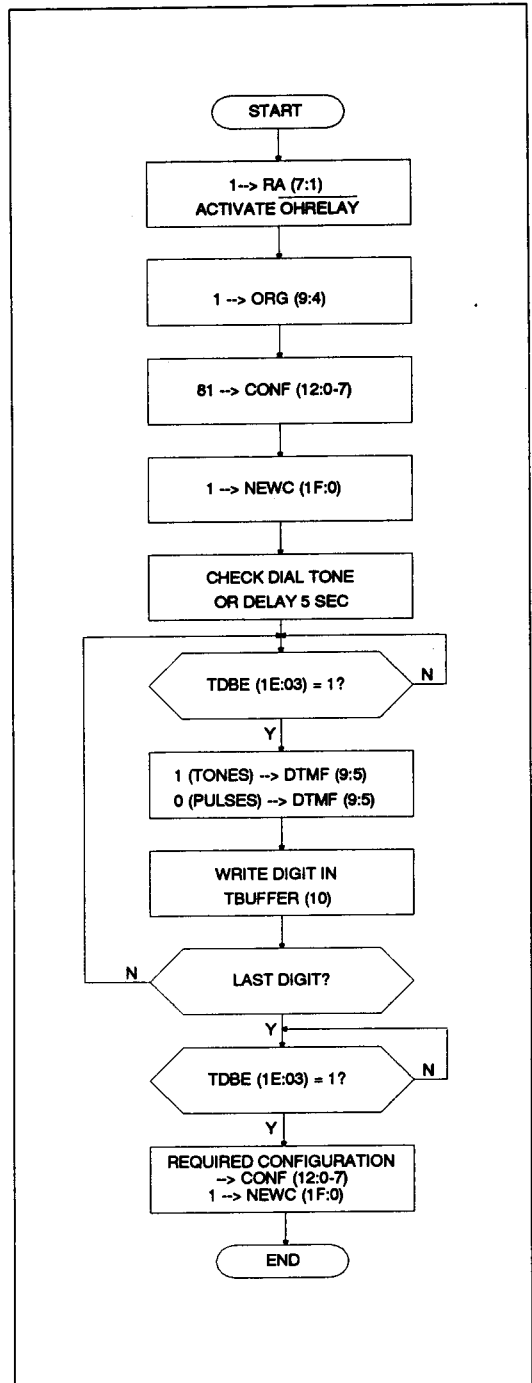 START
1--> RA (7:1)
ACTIVATE OHRELAY
1 --> ORG (9:4)
81 --> CONF (12:0-7)
1 --> NEWC (1F:0)
CHECK DIAL TONE
OR DELAY 5 SEC
TDBE (1E:03) = 1?
N
Y
1 (TONES) --> DTMF (9:5)
0 (PULSES) --> DTMF (9:5)
WRITE DIGIT IN
TBUFFER (10)
N
LAST DIGIT?
Y
TDBE (1E:03) = 1?
N
Y
REQUIRED CONFIGURATION
--> CONF (12:0-7)
1 --> NEWC (1F:0)
END